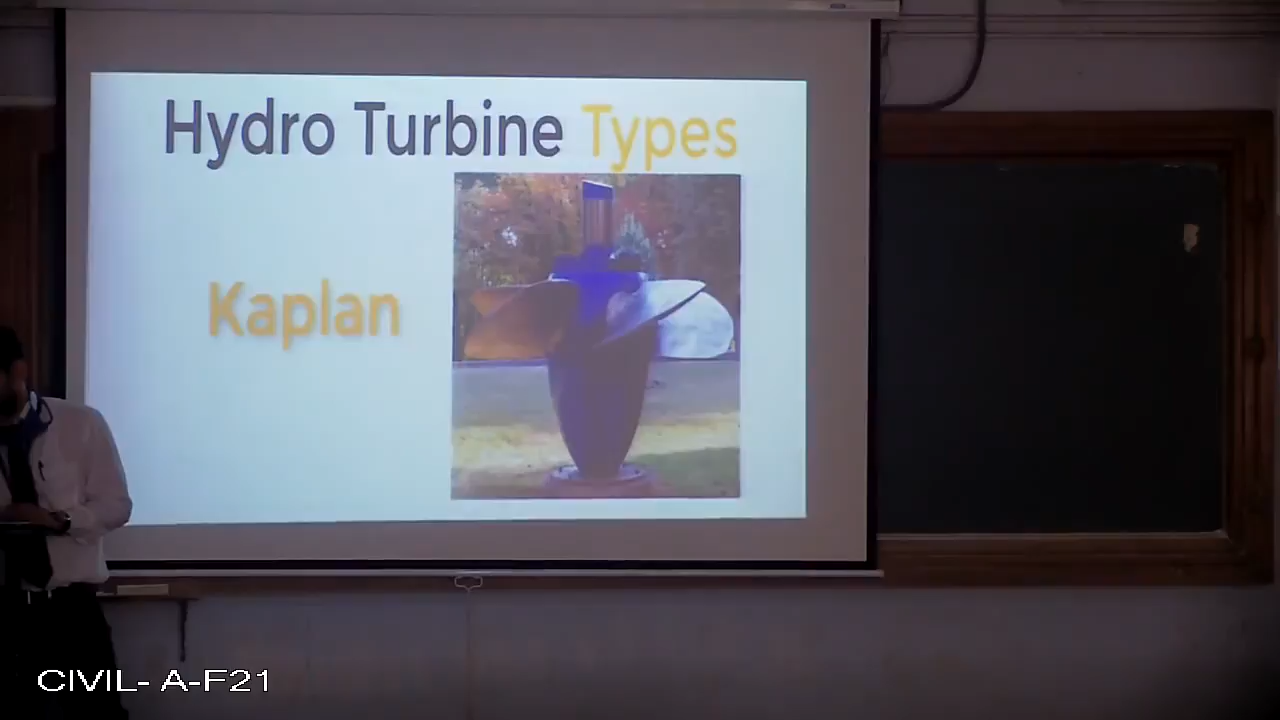 Hydro Turbine Types
Kaplan
CIVIL- A-F21